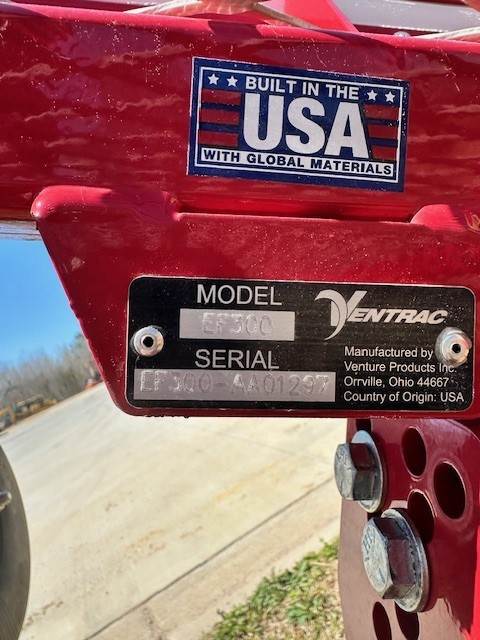 BUILT IN THE
USA
WITH GLOBAL MATERIALS
MODEL
EF300
VENTRAC
SERIAL
EF300-AA01297
Manufactured by
Venture Products Inc.
Orrville, Ohio 44667
Country of Origin: USA